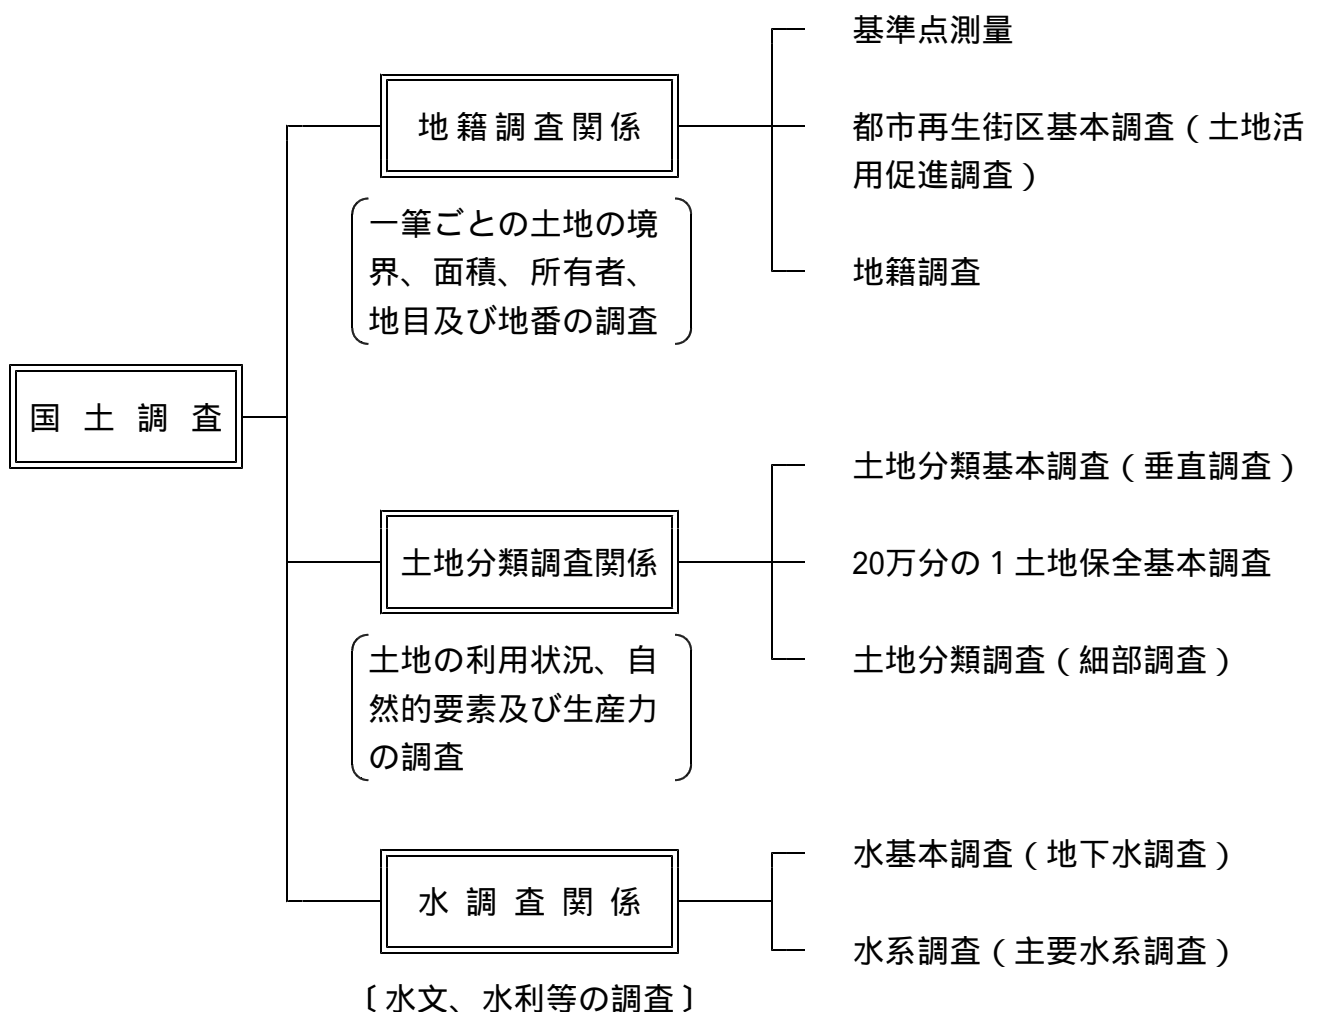 国土調査
地籍調査関係
一筆ごとの土地の境
界、面積、所有者、
地目及び地番の調査
基準点測量
都市再生街区基本調査(土地活
用促進調査)
地籍調査
土地分類調査関係
土地の利用状況、自
然的要素及び生産力
の調査
土地分類基本調査(垂直調査)
20万分の1土地保全基本調査
土地分類調査(細部調査)
水調査関係
〔水文、水利等の調査〕
水基本調査(地下水調査)
水系調査(主要水系調査)